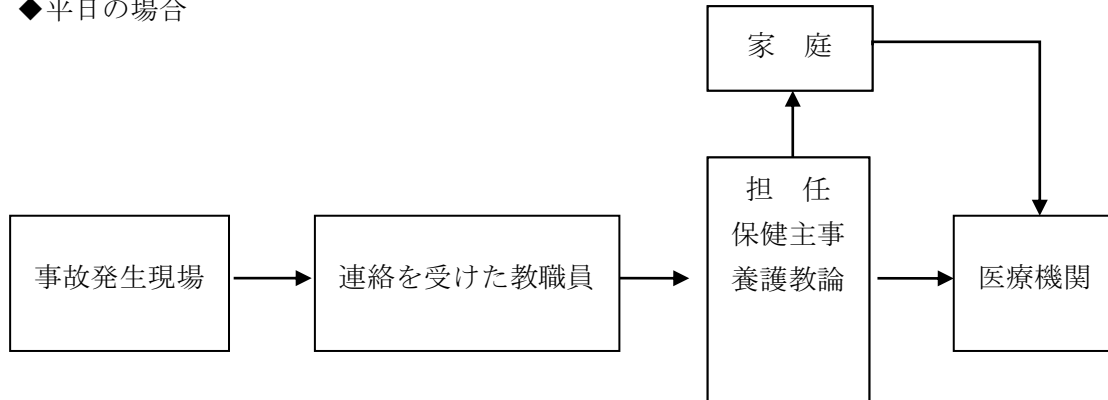 ◆平日の場合
家　庭
担　任
保健主事
養護教論
事故発生現場
連絡を受けた教職員
医療機関